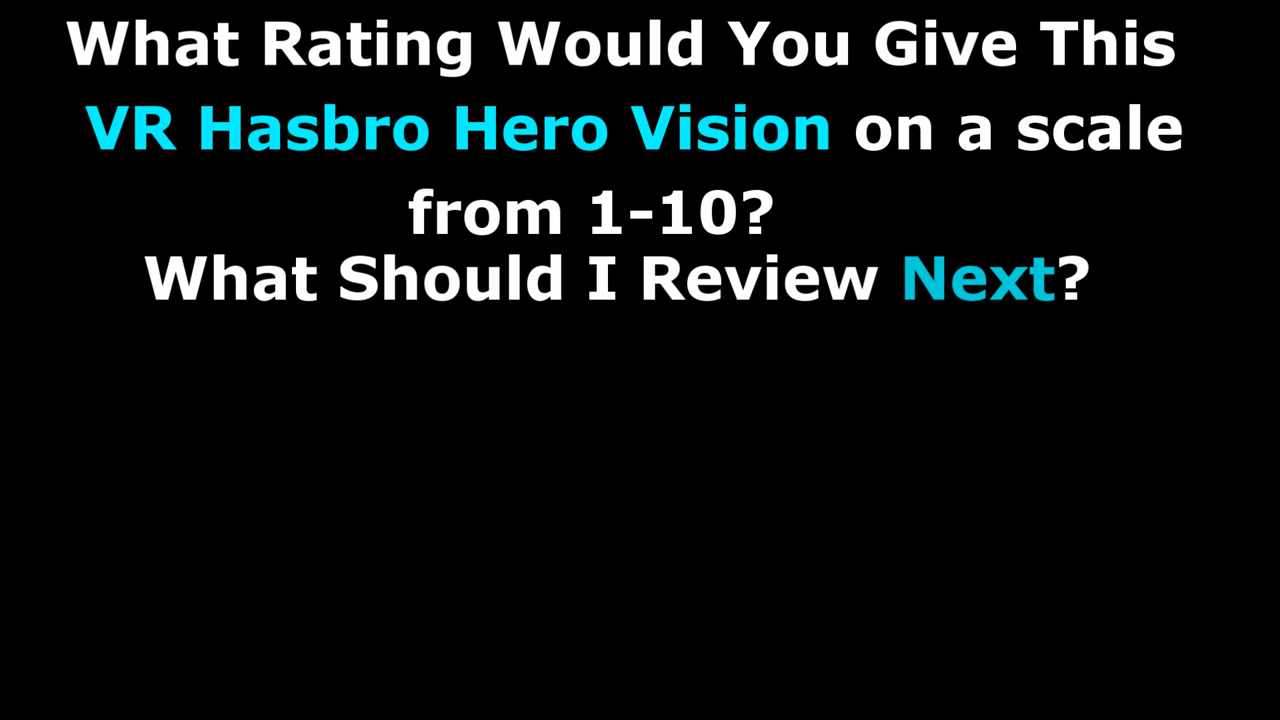 What Rating Would You Give This
VR Hasbro Hero Vision on a scale
from 1-10?
What Should I Review Next?